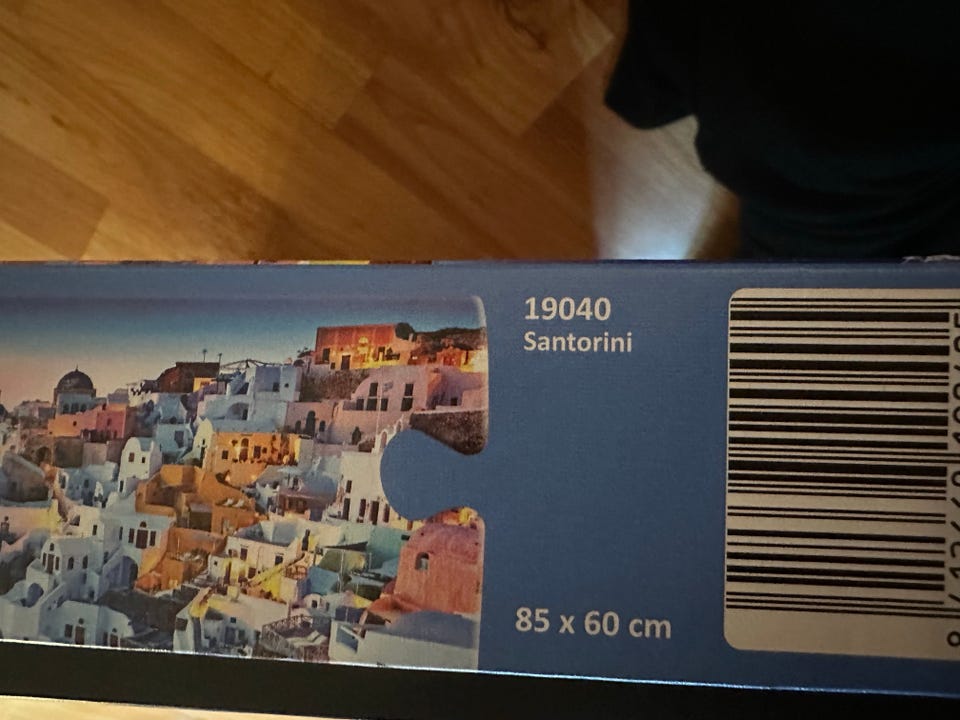 19040
Santorini
85 x 60 cm